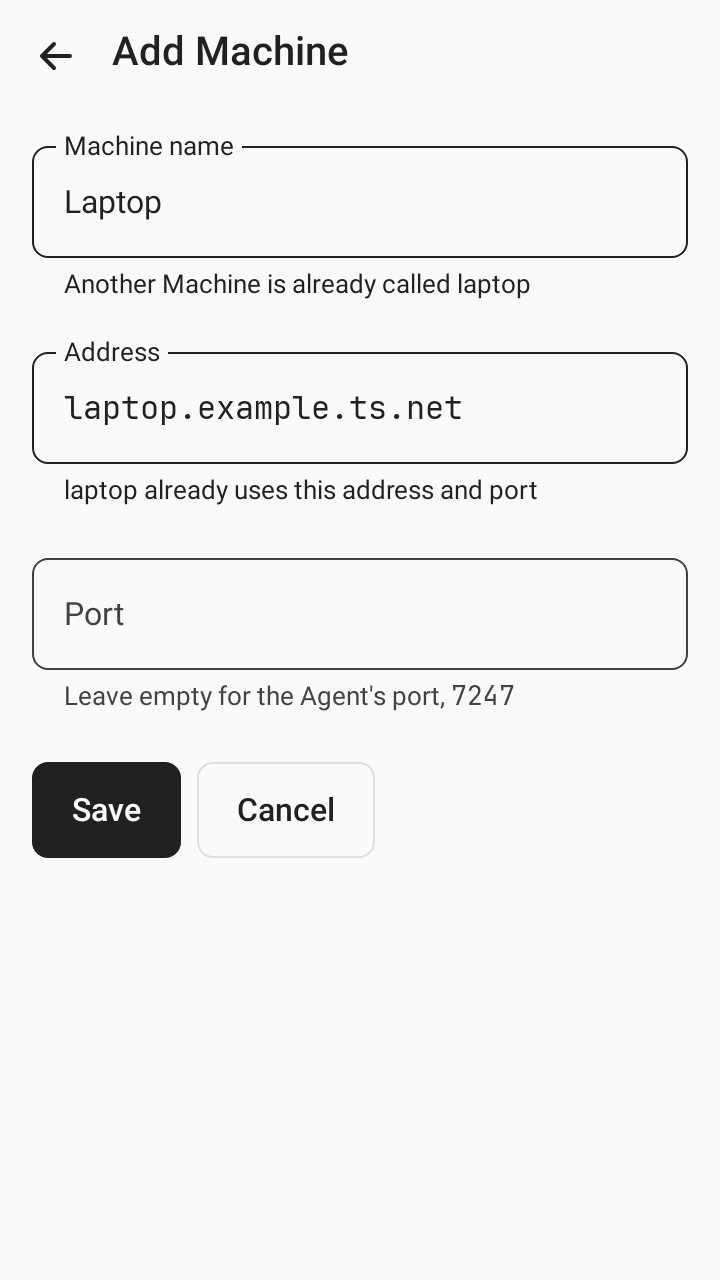 Add Machine
Machine name
Laptop
Another Machine is already called laptop
Address
laptop.example.ts.net
laptop already uses this address and port
Port
Leave empty for the Agent's port, 7247
Save
Cancel